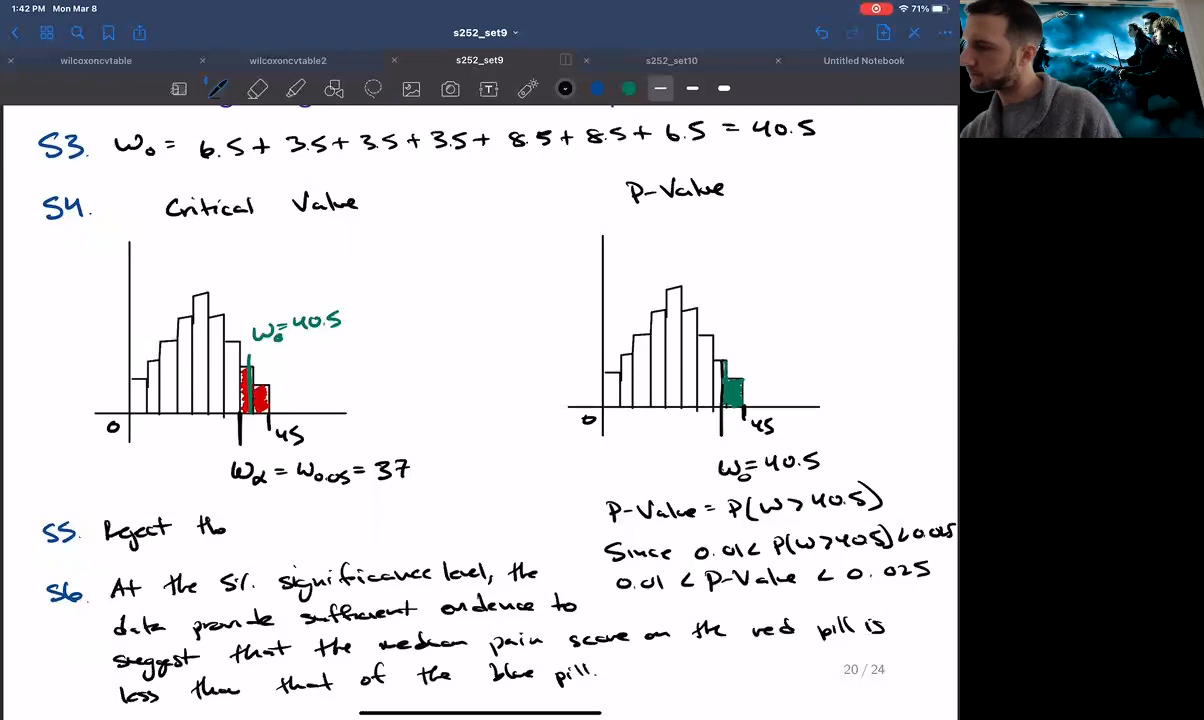 1:42 PM Mon Mar 8
71%
s252_set9
wilcoxoncvtable
wilcoxoncvtable2
s252_set9
s252_set10
Untitled Notebook
S3. W0 = 6.5 + 3.5 + 3.5 + 3.5 + 8.5 + 8.5 + 6.5 = 40.5
S4. Critical Value
P-Value
W0 = 40.5
0
45
Wα = W0.05 = 37
0
45
W0 = 40.5
P-Value = P(W > 40.5)
Since 0.01 < P(W > 40.5) < 0.025
0.01 < P-Value < 0.025
S5. Reject Ho
S6. At the 5% significance level, the
data provide sufficient evidence to
suggest that the median pain score on the red pill is
less than that of the blue pill.
20 / 24